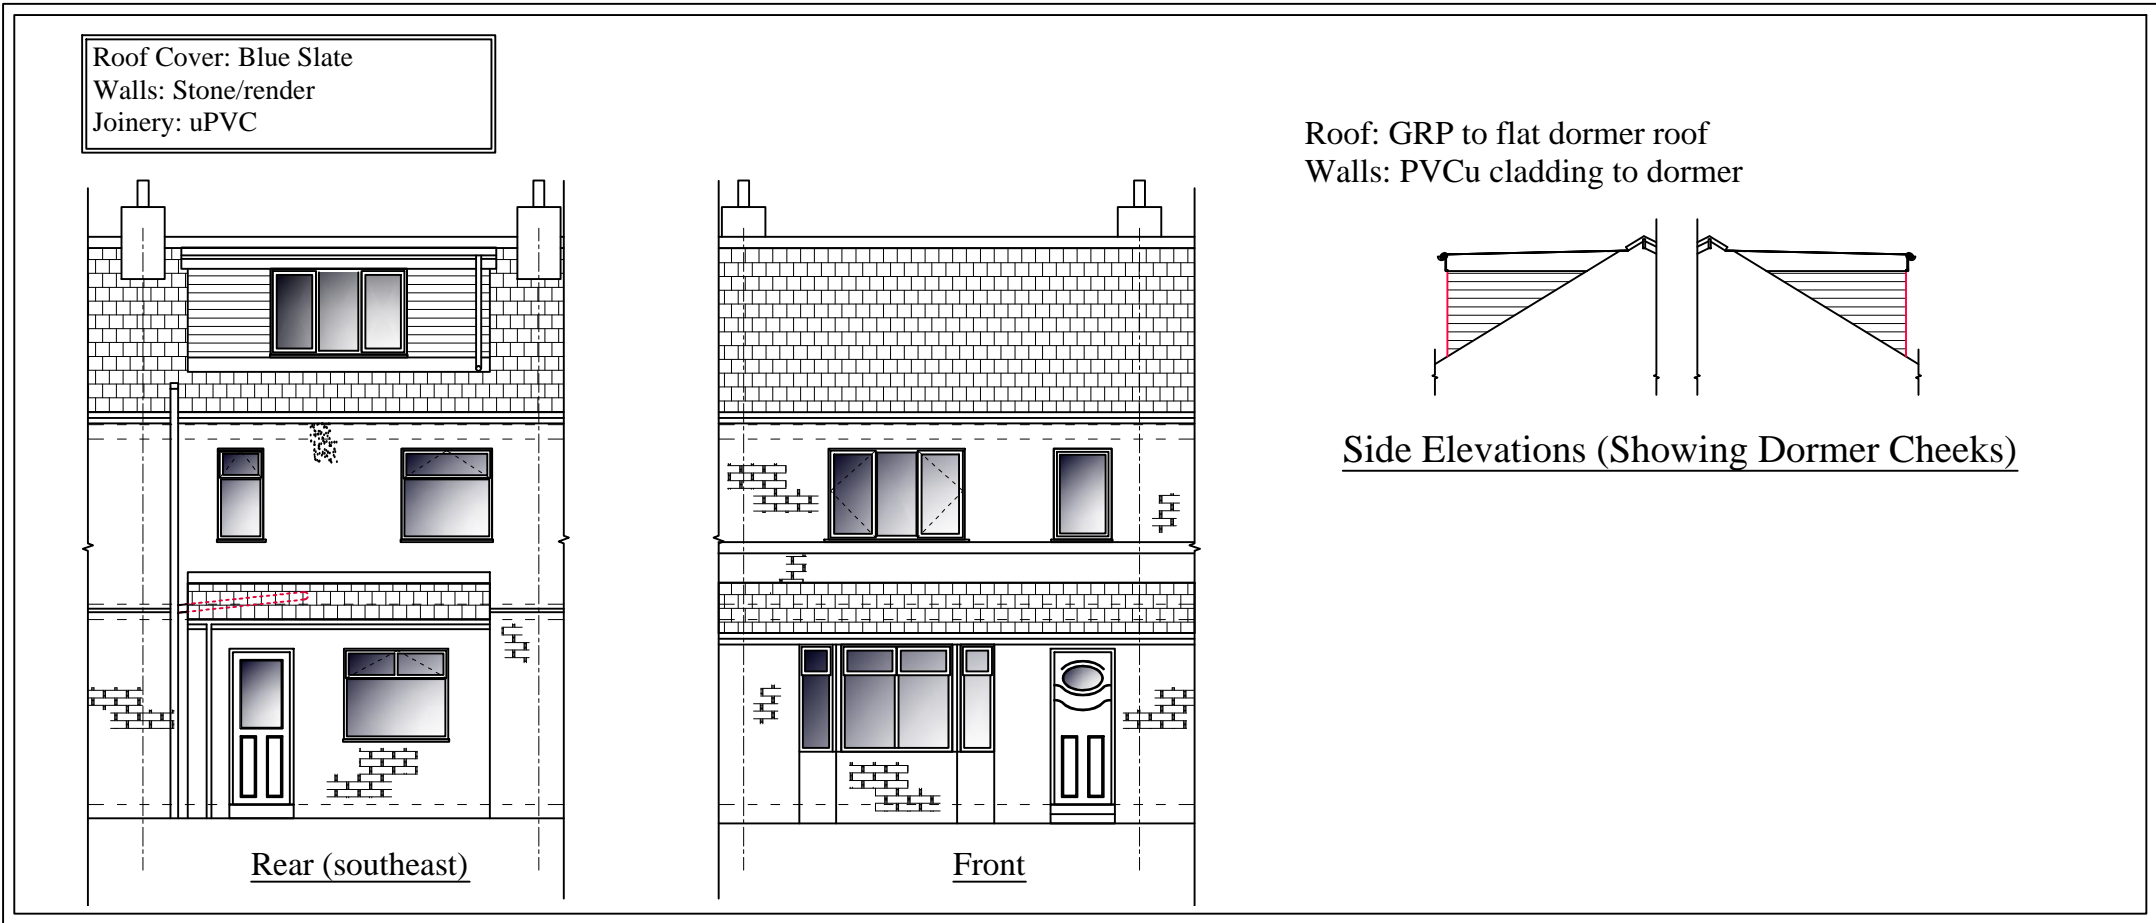 Roof Cover: Blue Slate
Walls: Stone/render
Joinery: uPVC
Roof: GRP to flat dormer roof
Walls: PVCu cladding to dormer
Side Elevations (Showing Dormer Cheeks)
Rear (southeast)
Front